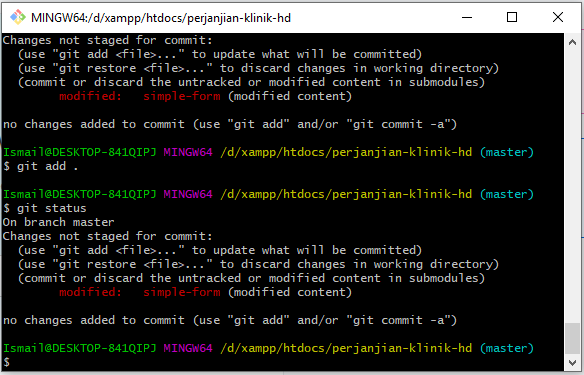 MINGW64:/d/xampp/htdocs/perjanjian-klinik-hd
Changes not staged for commit:
  (use "git add <file>..." to update what will be committed)
  (use "git restore <file>..." to discard changes in working directory)
  (commit or discard the untracked or modified content in submodules)
        modified:   simple-form (modified content)

no changes added to commit (use "git add" and/or "git commit -a")

Ismail@DESKTOP-841QIPJ MINGW64 /d/xampp/htdocs/perjanjian-klinik-hd (master)
$ git add .

Ismail@DESKTOP-841QIPJ MINGW64 /d/xampp/htdocs/perjanjian-klinik-hd (master)
$ git status
On branch master
Changes not staged for commit:
  (use "git add <file>..." to update what will be committed)
  (use "git restore <file>..." to discard changes in working directory)
  (commit or discard the untracked or modified content in submodules)
        modified:   simple-form (modified content)

no changes added to commit (use "git add" and/or "git commit -a")

Ismail@DESKTOP-841QIPJ MINGW64 /d/xampp/htdocs/perjanjian-klinik-hd (master)
$